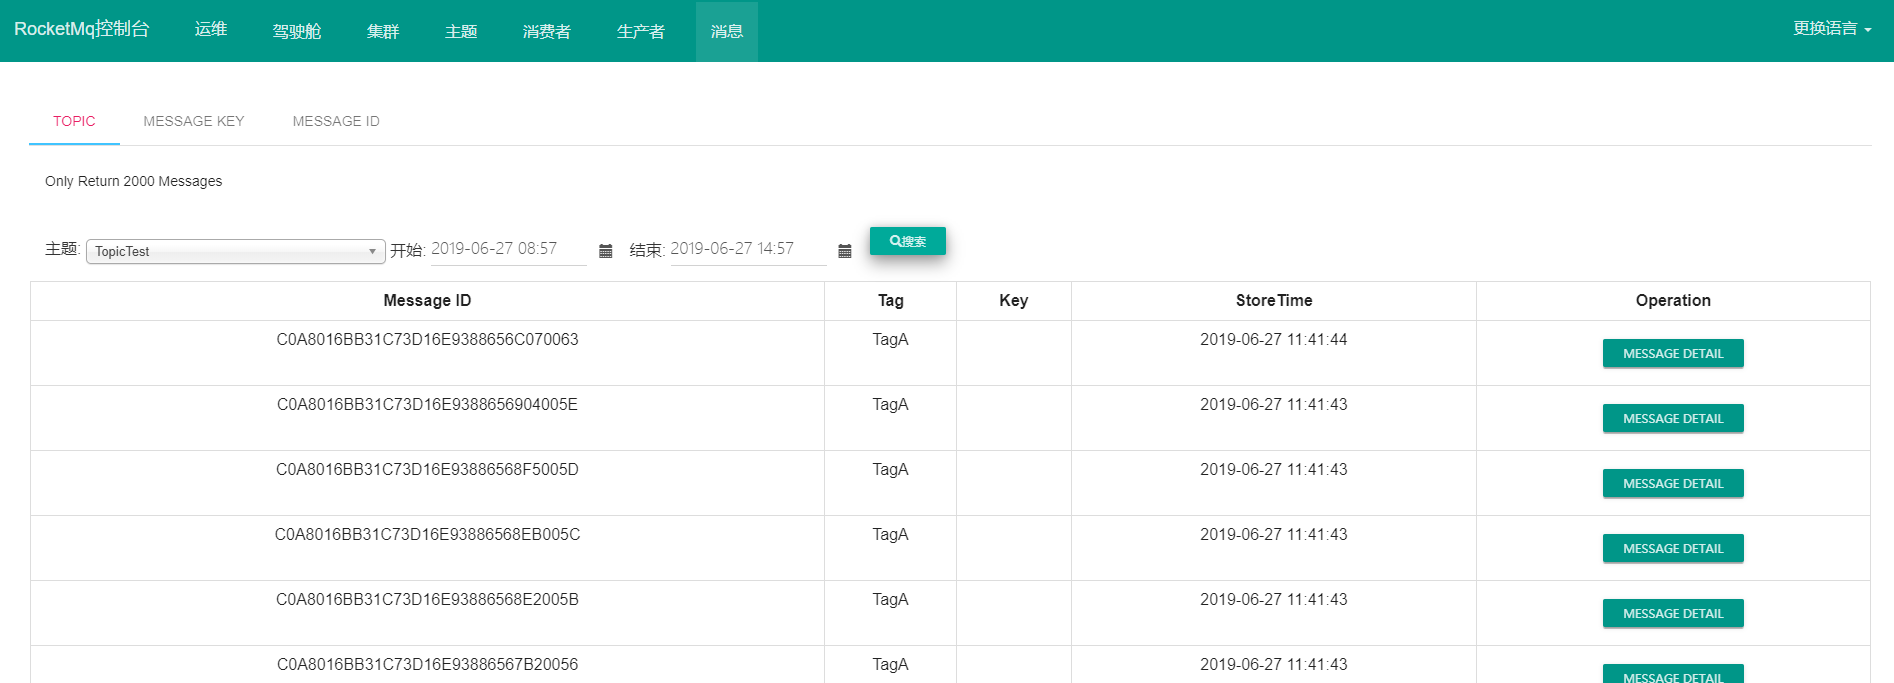 RocketMq控制台 运维 驾驶舱 集群 主题 消费者 生产者 消息 更换语言
TOPIC MESSAGE KEY MESSAGE ID
Only Return 2000 Messages
主题: TopicTest 开始: 2019-06-27 08:57 结束: 2019-06-27 14:57 搜索
Message ID Tag Key StoreTime Operation
C0A8016BB31C73D16E9388656C070063 TagA 2019-06-27 11:41:44 MESSAGE DETAIL
C0A8016BB31C73D16E9388656904005E TagA 2019-06-27 11:41:43 MESSAGE DETAIL
C0A8016BB31C73D16E93886568F5005D TagA 2019-06-27 11:41:43 MESSAGE DETAIL
C0A8016BB31C73D16E93886568EB005C TagA 2019-06-27 11:41:43 MESSAGE DETAIL
C0A8016BB31C73D16E93886568E2005B TagA 2019-06-27 11:41:43 MESSAGE DETAIL
C0A8016BB31C73D16E93886567B20056 TagA 2019-06-27 11:41:43 MESSAGE DETAIL